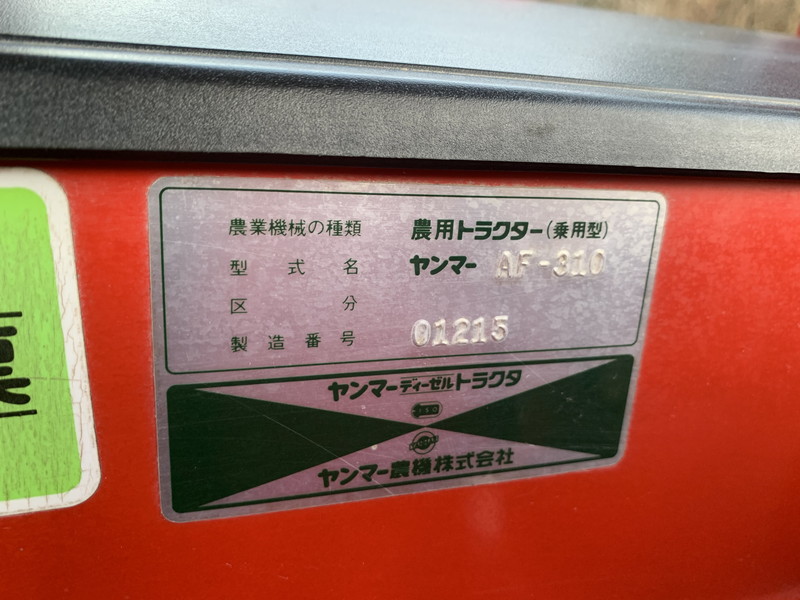 農業機械の種類 農用トラクター(乗用型)
型式名 ヤンマー AF-310
区分
製造番号 01215
ヤンマーディーゼルトラクタ
ヤンマー農機株式会社